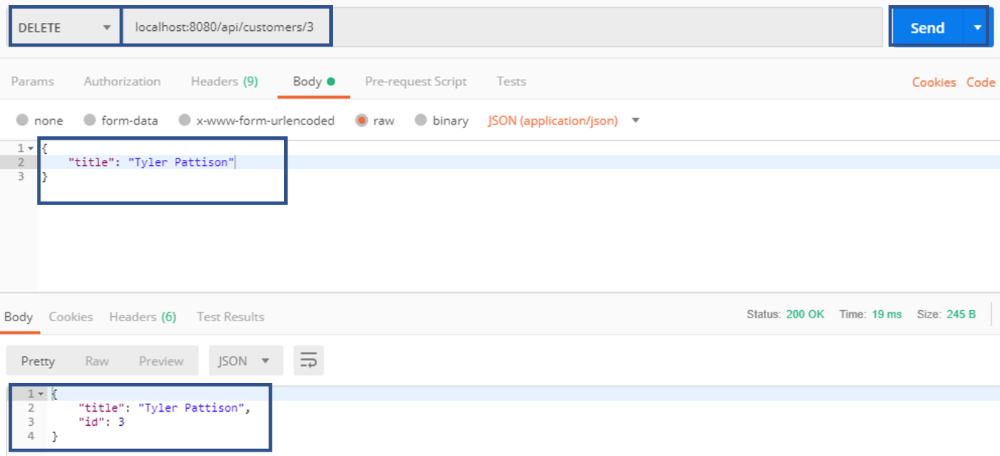 DELETE localhost:8080/api/customers/3 Send
Params Authorization Headers (9) Body Pre-request Script Tests Cookies Code
none form-data x-www-form-urlencoded raw binary JSON (application/json)
1 {
2 "title": "Tyler Pattison"
3 }
Body Cookies Headers (6) Test Results Status: 200 OK Time: 19 ms Size: 245 B
Pretty Raw Preview JSON
1 {
2 "title": "Tyler Pattison",
3 "id": 3
4 }